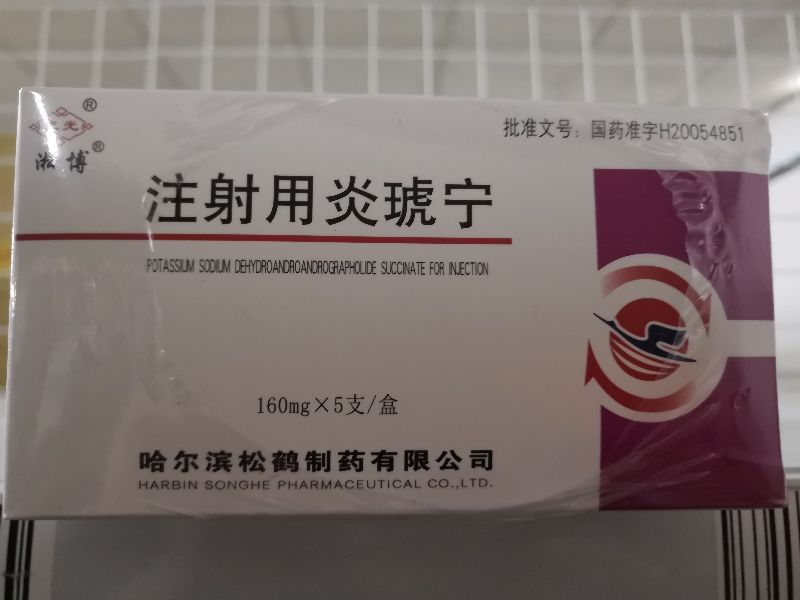 ®
淞博®
批准文号：国药准字H20054851
注射用炎琥宁
POTASSIUM SODIUM DEHYDROANDROANDROGRAPHOLIDE SUCCINATE FOR INJECTION
160mg×5支/盒
哈尔滨松鹤制药有限公司
HARBIN SONGHE PHARMACEUTICAL CO.,LTD.